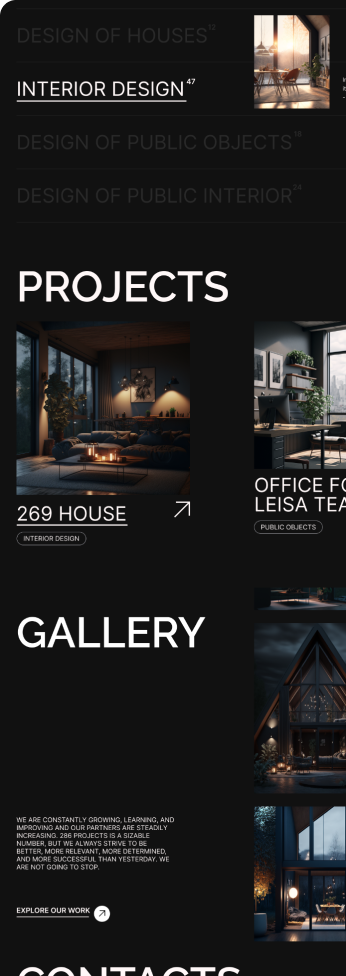 DESIGN OF HOUSES
INTERIOR DESIGN 47
DESIGN OF PUBLIC OBJECTS
DESIGN OF PUBLIC INTERIOR 24
PROJECTS
269 HOUSE
INTERIOR DESIGN
OFFICE FO
LEISA TEA
PUBLIC OBJECTS
GALLERY
WE ARE CONSTANTLY GROWING, LEARNING, AND
IMPROVING AND OUR PARTNERS ARE STEADILY
INCREASING. 286 PROJECTS IS A SIZABLE
NUMBER, BUT WE ALWAYS STRIVE TO BE
BETTER, MORE RELEVANT, MORE DETERMINED,
AND MORE SUCCESSFUL THAN YESTERDAY. WE
ARE NOT GOING TO STOP.
EXPLORE OUR WORK
CONTACTS